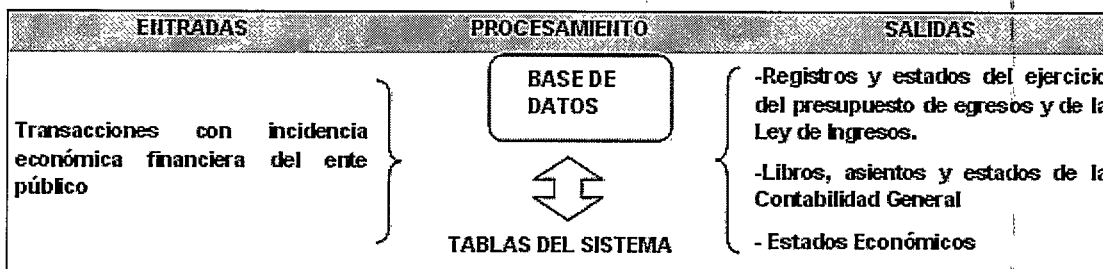 ENTRADAS PROCESAMIENTO SALIDAS
Transacciones con incidencia
económica financiera del ente
público
BASE DE
DATOS
TABLAS DEL SISTEMA
-Registros y estados del ejercicio
del presupuesto de egresos y de la
Ley de Ingresos.
-Libros, asientos y estados de la
Contabilidad General
- Estados Económicos